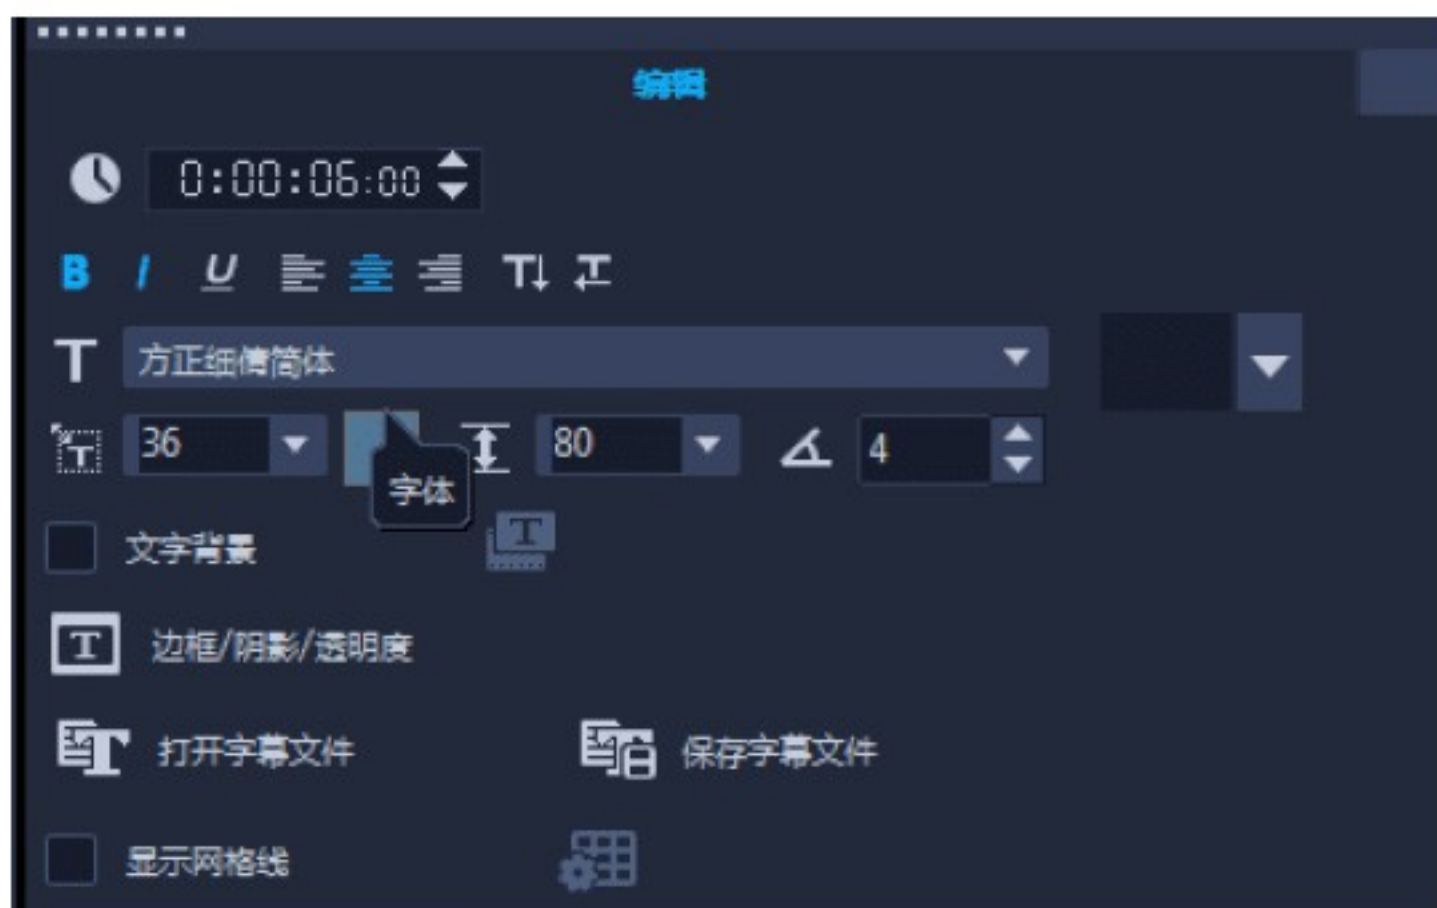 编辑
0:00:06:00
B I U
方正细倩简体
36 80 4
字体
文字背景
边框/阴影/透明度
打开字幕文件 保存字幕文件
显示网格线